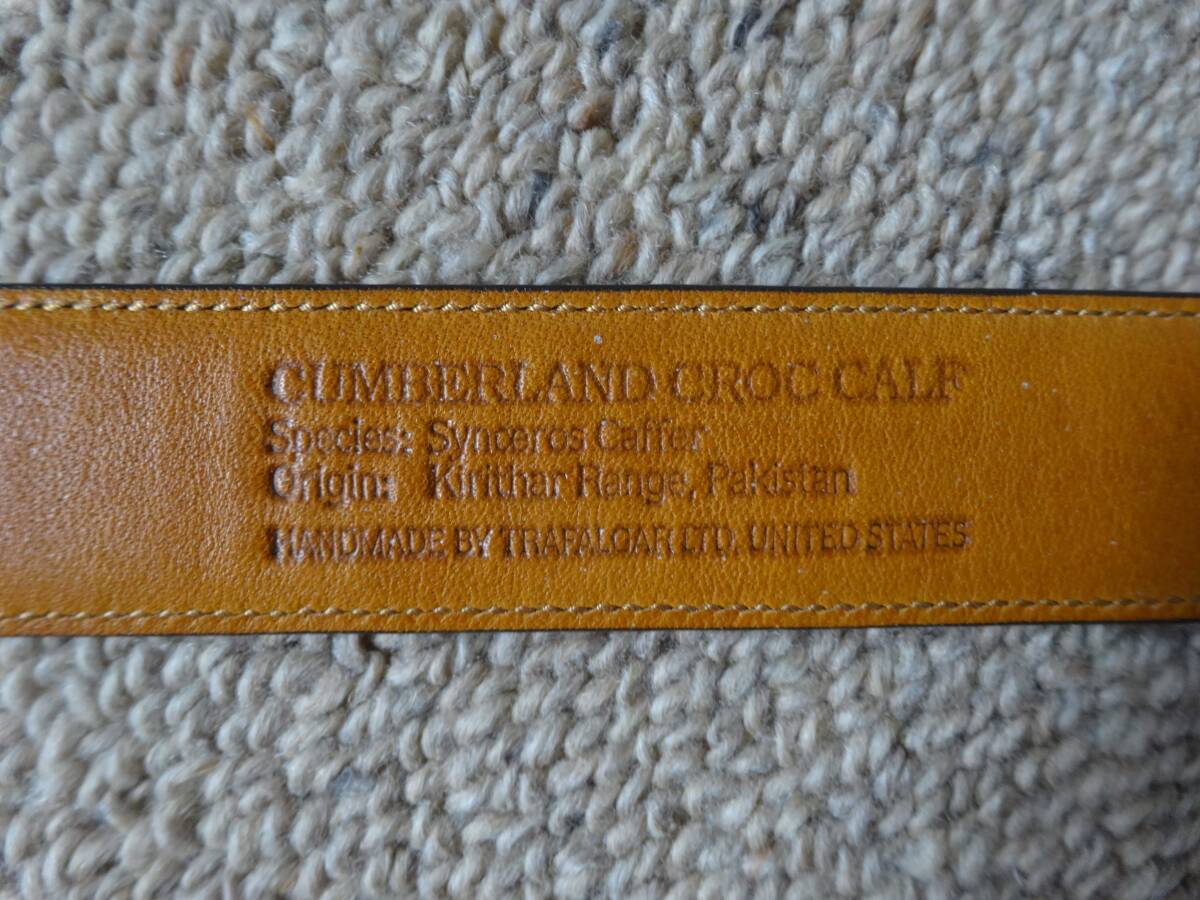 CUMBERLAND CROC CALF
Species: Synceros Caffer
Origin: Kirithar Range, Pakistan
HANDMADE BY TRAFALGAR LTD. UNITED STATES